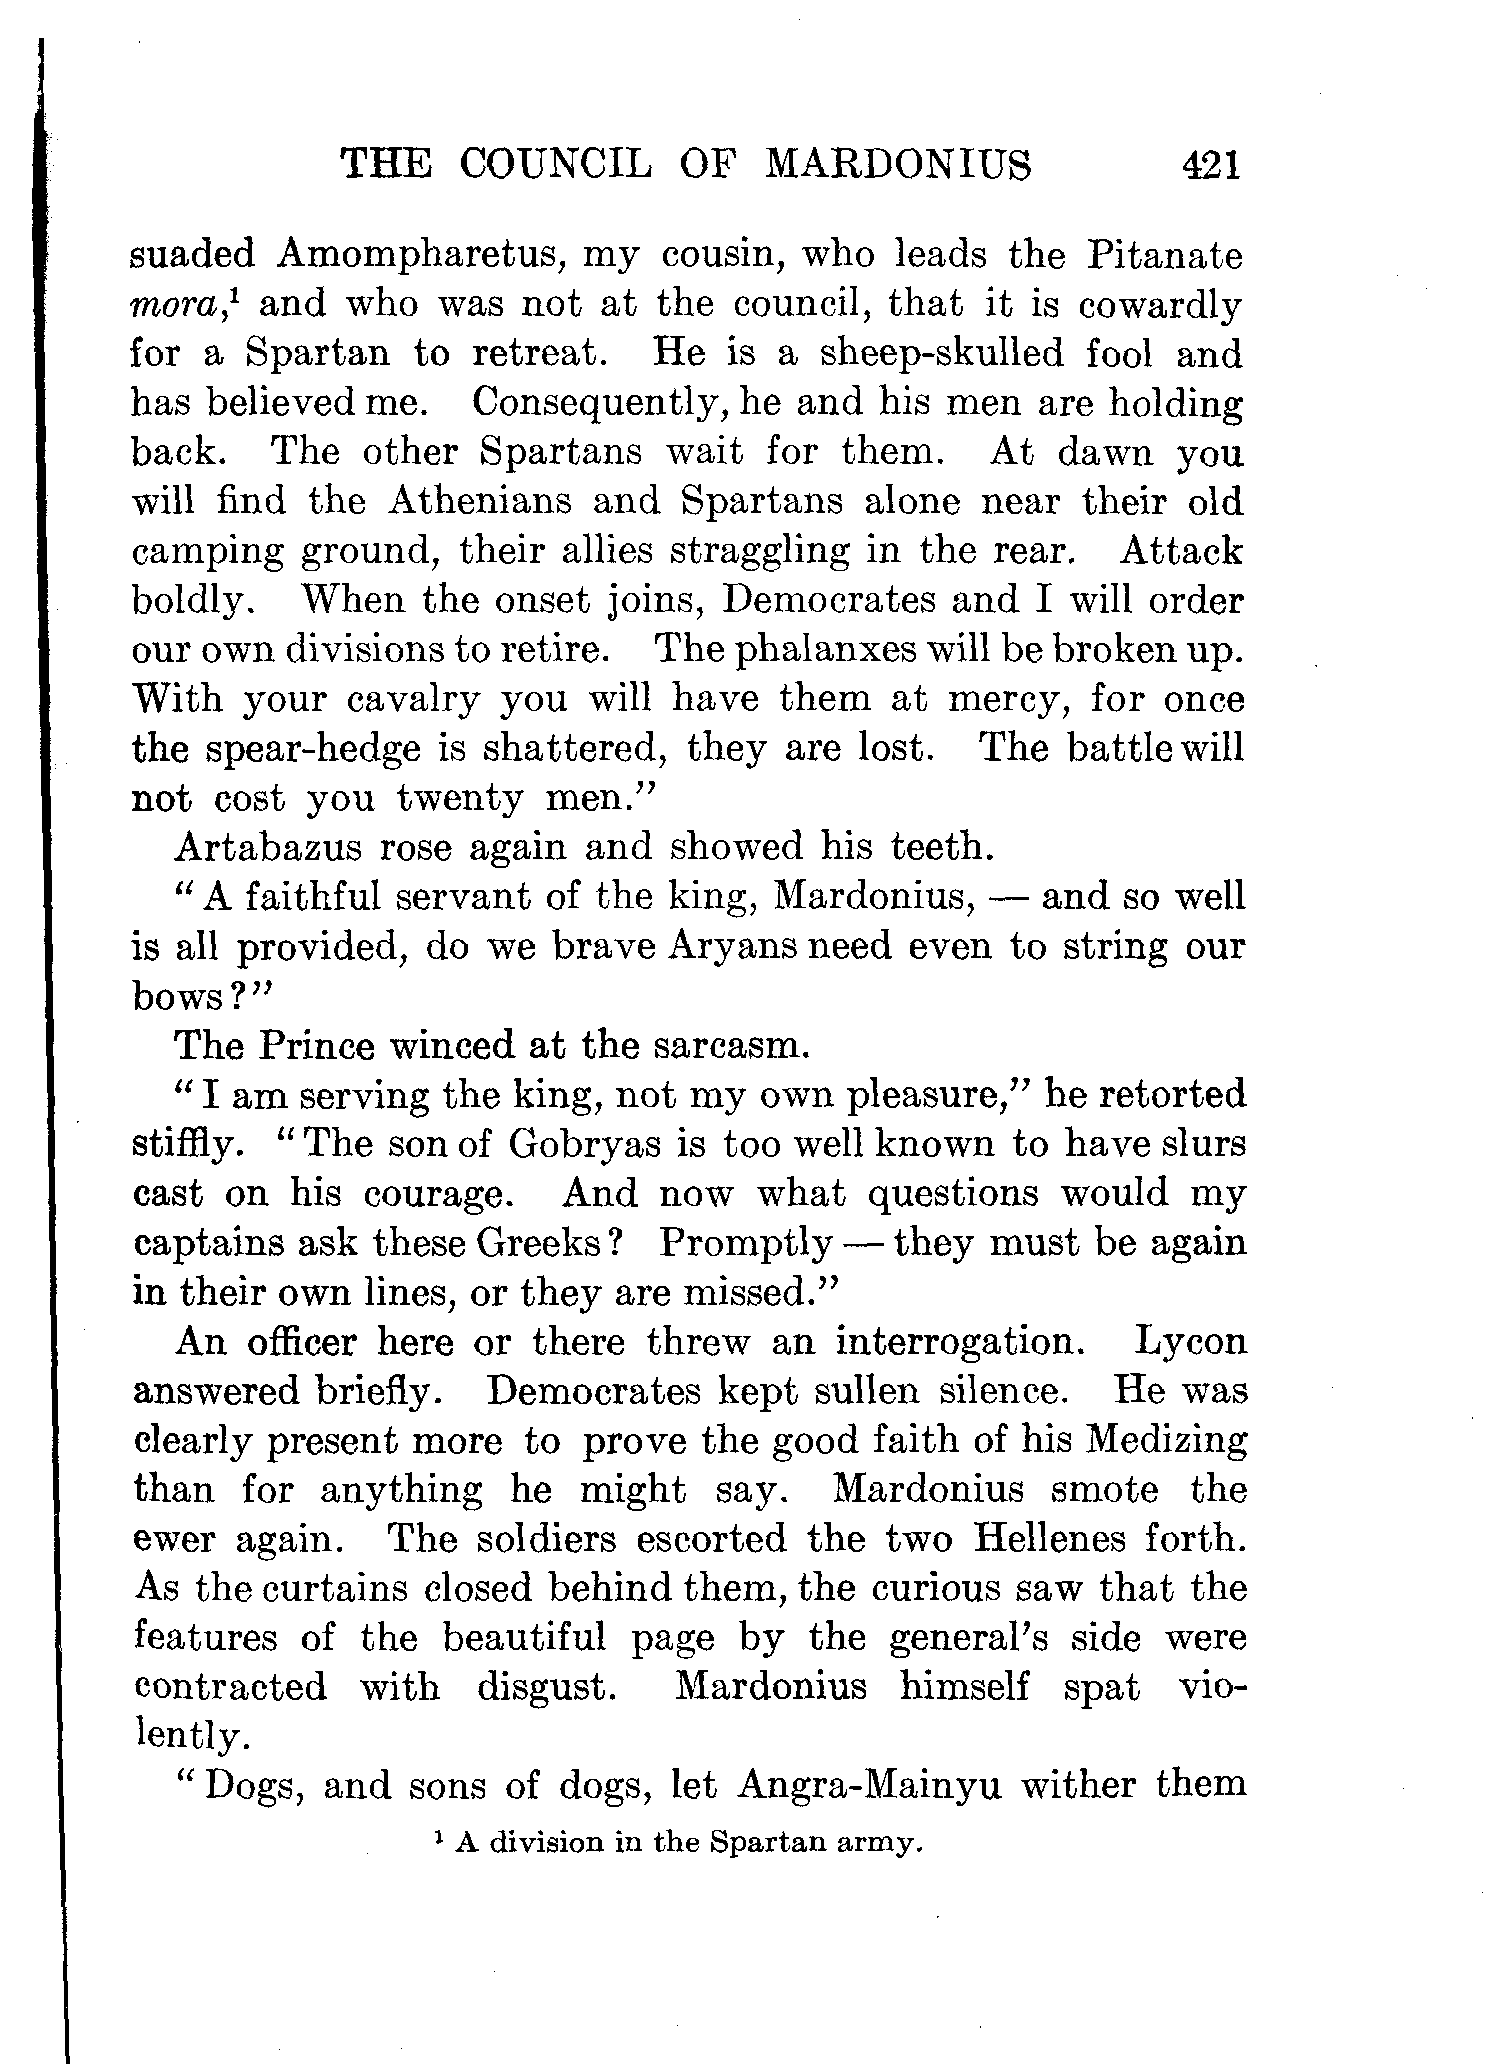 THE COUNCIL OF MARDONIUS 421
suaded Amompharetus, my cousin, who leads the Pitanate
mora,¹ and who was not at the council, that it is cowardly
for a Spartan to retreat. He is a sheep-skulled fool and
has believed me. Consequently, he and his men are holding
back. The other Spartans wait for them. At dawn you
will find the Athenians and Spartans alone near their old
camping ground, their allies straggling in the rear. Attack
boldly. When the onset joins, Democrates and I will order
our own divisions to retire. The phalanxes will be broken up.
With your cavalry you will have them at mercy, for once
the spear-hedge is shattered, they are lost. The battle will
not cost you twenty men.”
Artabazus rose again and showed his teeth.
“A faithful servant of the king, Mardonius, — and so well
is all provided, do we brave Aryans need even to string our
bows?”
The Prince winced at the sarcasm.
“I am serving the king, not my own pleasure,” he retorted
stiffly. “The son of Gobryas is too well known to have slurs
cast on his courage. And now what questions would my
captains ask these Greeks? Promptly — they must be again
in their own lines, or they are missed.”
An officer here or there threw an interrogation. Lycon
answered briefly. Democrates kept sullen silence. He was
clearly present more to prove the good faith of his Medizing
than for anything he might say. Mardonius smote the
ewer again. The soldiers escorted the two Hellenes forth.
As the curtains closed behind them, the curious saw that the
features of the beautiful page by the general’s side were
contracted with disgust. Mardonius himself spat vio-
lently.
“Dogs, and sons of dogs, let Angra-Mainyu wither them
¹ A division in the Spartan army.